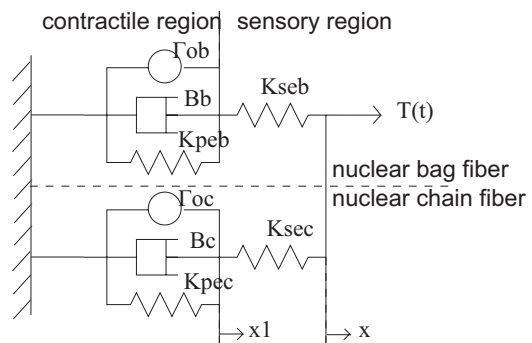 contractile region sensory region
Γob
Bb
Kseb
T(t)
Kpeb
nuclear bag fiber
nuclear chain fiber
Γoc
Bc
Ksec
Kpec
x1
x